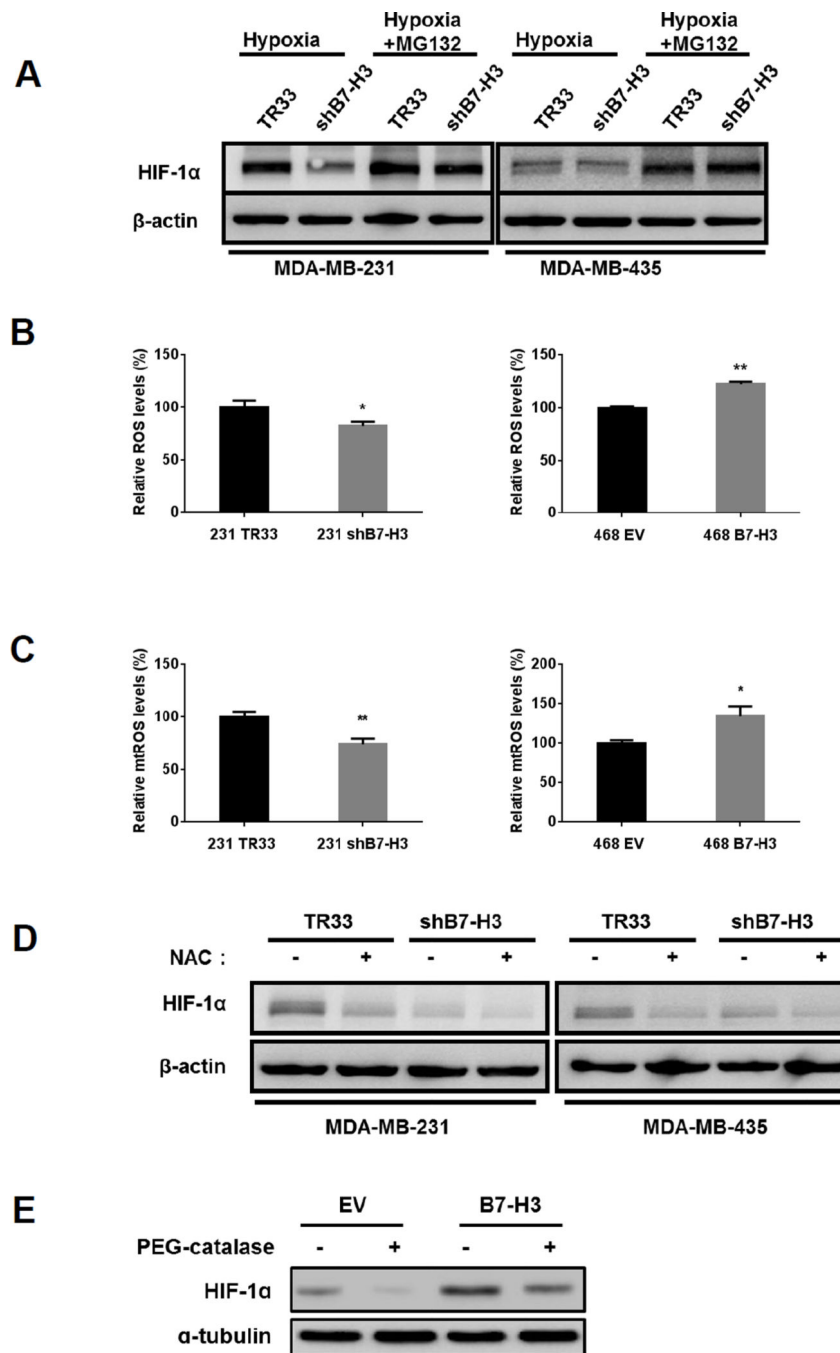 A
Hypoxia
Hypoxia
+MG132
Hypoxia
Hypoxia
+MG132
TR33
shB7-H3
TR33
shB7-H3
TR33
shB7-H3
TR33
shB7-H3
HIF-1α
β-actin
MDA-MB-231
MDA-MB-435
B
Relative ROS levels (%)
150
100
50
0
*
231 TR33
231 shB7-H3
Relative ROS levels (%)
150
100
50
0
**
468 EV
468 B7-H3
C
Relative mtROS levels (%)
150
100
50
0
**
231 TR33
231 shB7-H3
Relative mtROS levels (%)
200
150
100
50
0
*
468 EV
468 B7-H3
D
TR33
shB7-H3
TR33
shB7-H3
NAC : - + - + - + - +
HIF-1α
β-actin
MDA-MB-231
MDA-MB-435
E
EV
B7-H3
PEG-catalase - + - +
HIF-1α
α-tubulin